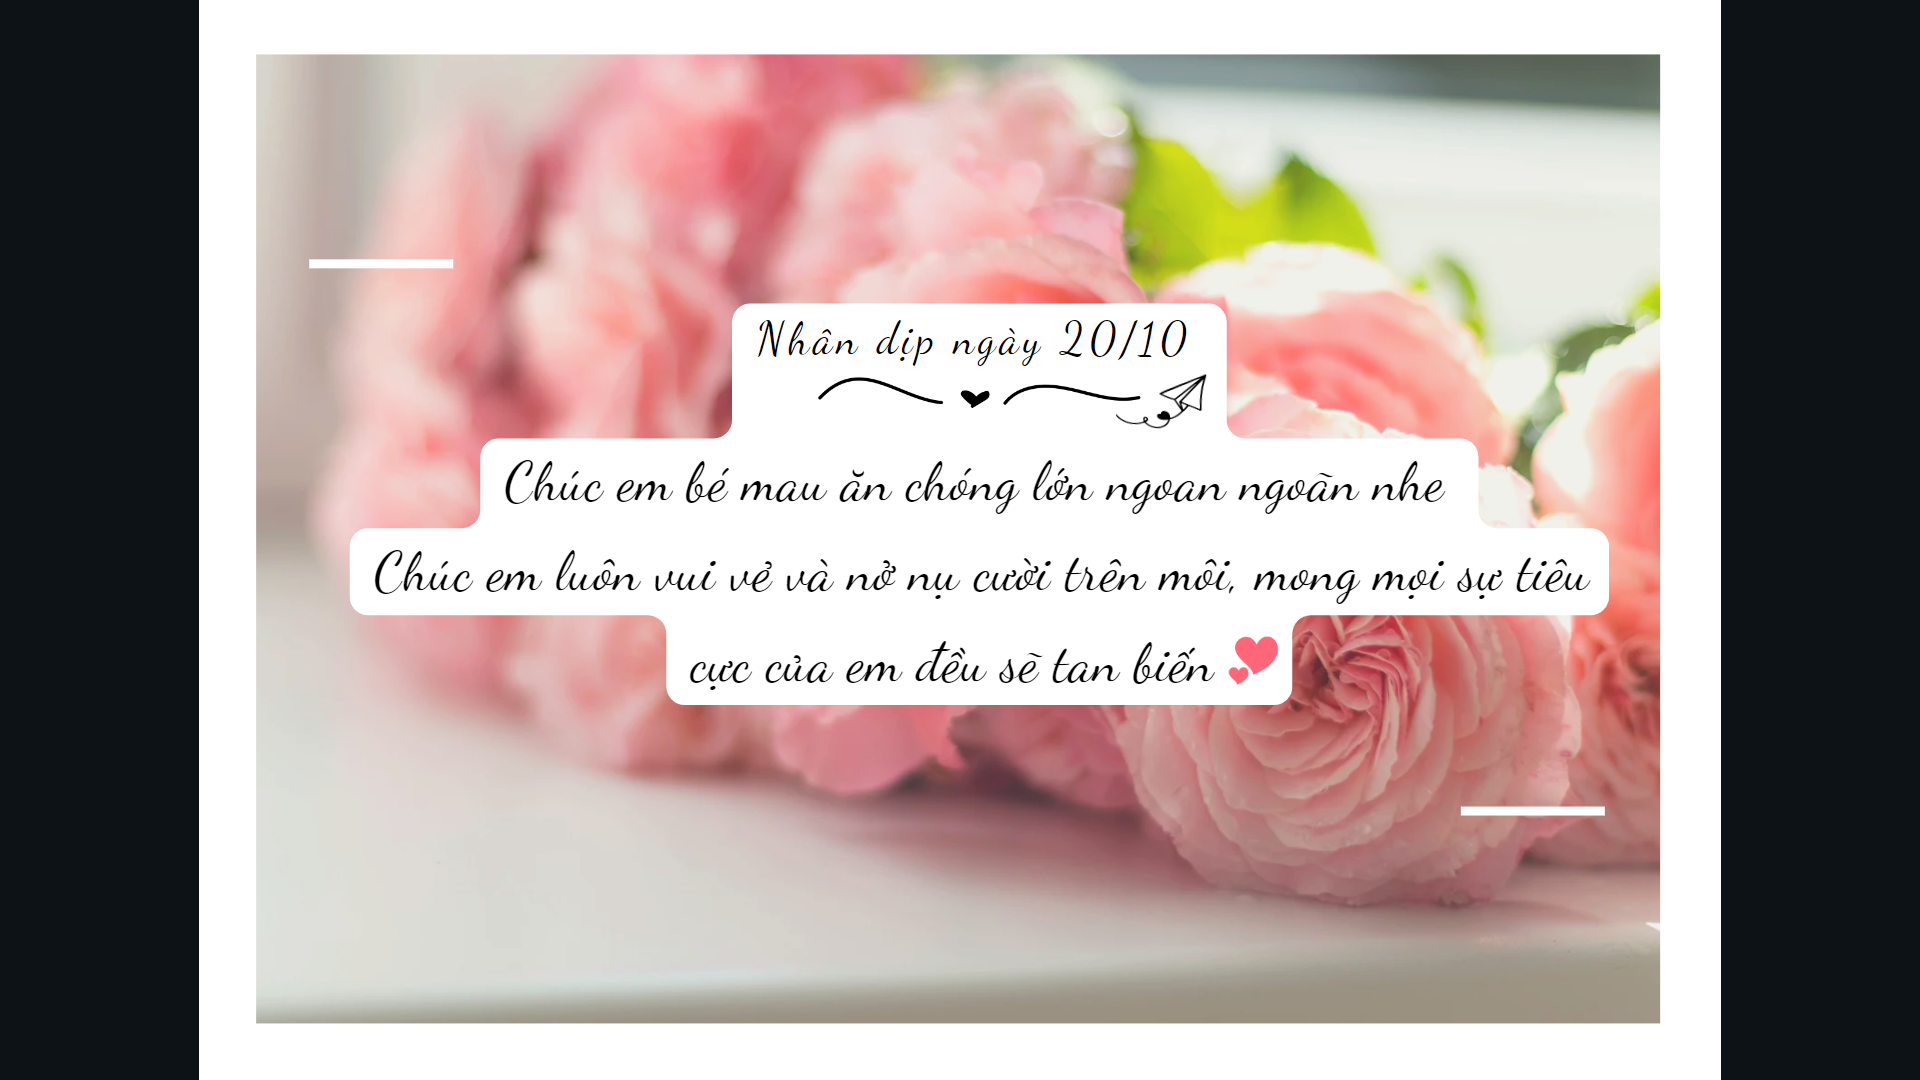 Nhân dịp ngày 20/10
Chúc em bé mau ăn chóng lớn ngoan ngoãn nhe
Chúc em luôn vui vẻ và nở nụ cười trên môi, mong mọi sự tiêu
cực của em đều sẽ tan biến 💕